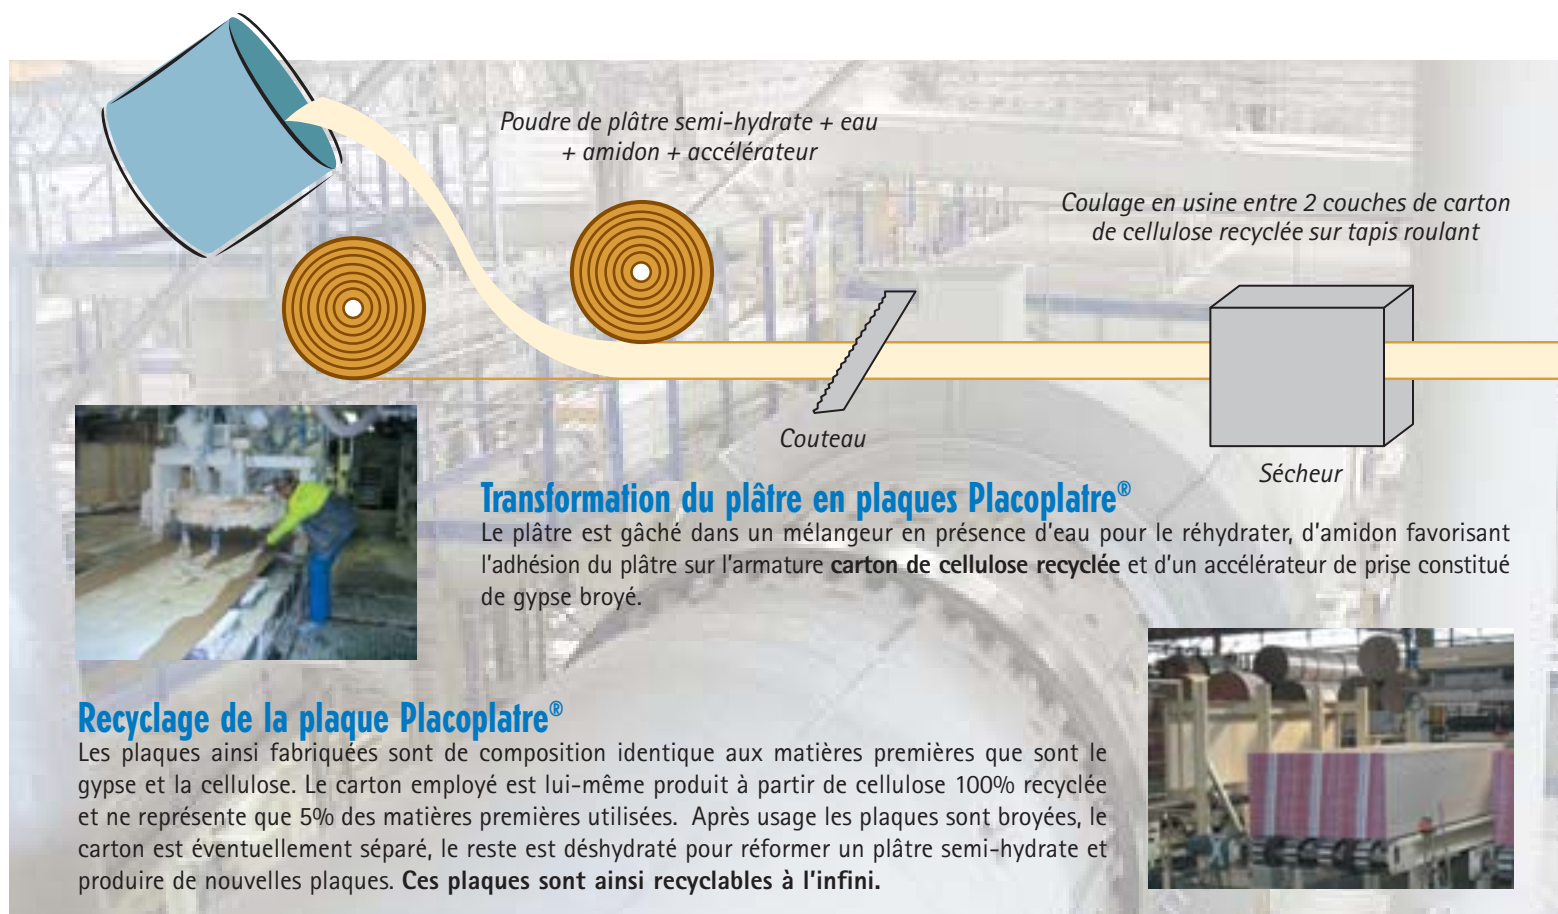 Poudre de plâtre semi-hydrate + eau
+ amidon + accélérateur
Coulage en usine entre 2 couches de carton
de cellulose recyclée sur tapis roulant
Couteau
Sécheur
Transformation du plâtre en plaques Placoplatre®
Le plâtre est gâché dans un mélangeur en présence d'eau pour le réhydrater, d'amidon favorisant
l'adhésion du plâtre sur l'armature carton de cellulose recyclée et d'un accélérateur de prise constitué
de gypse broyé.
Recyclage de la plaque Placoplatre®
Les plaques ainsi fabriquées sont de composition identique aux matières premières que sont le
gypse et la cellulose. Le carton employé est lui-même produit à partir de cellulose 100% recyclée
et ne représente que 5% des matières premières utilisées. Après usage les plaques sont broyées, le
carton est éventuellement séparé, le reste est déshydraté pour réformer un plâtre semi-hydrate et
produire de nouvelles plaques. Ces plaques sont ainsi recyclables à l'infini.